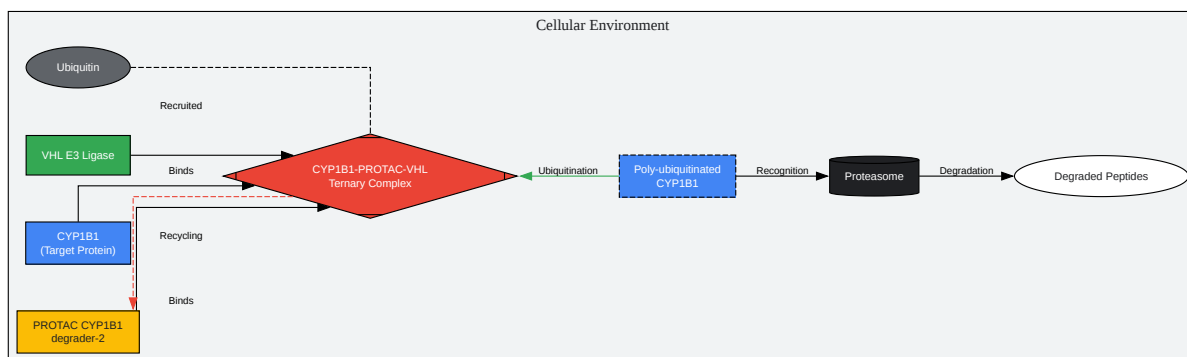 Cellular Environment
Ubiquitin
Recruited
VHL E3 Ligase
Binds
CYP1B1-PROTAC-VHL
Ternary Complex
Ubiquitination
Poly-ubiquitinated
CYP1B1
Recognition
Proteasome
Degradation
Degraded Peptides
CYP1B1
(Target Protein)
Recycling
Binds
PROTAC CYP1B1
degrader-2